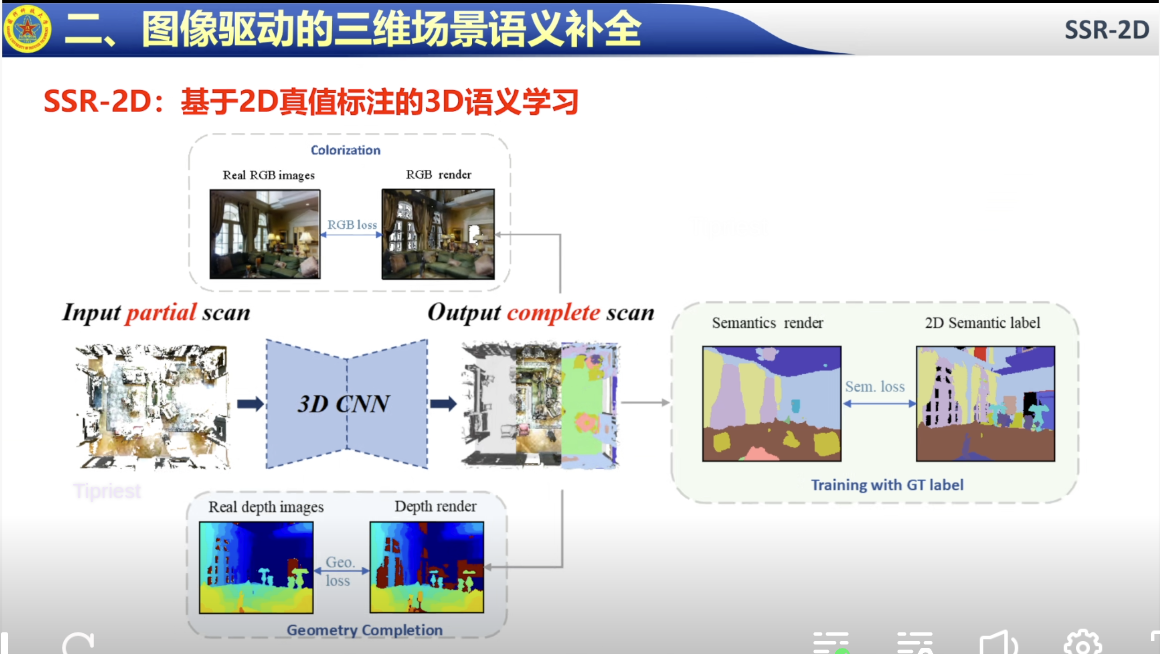 二、图像驱动的三维场景语义补全
SSR-2D
SSR-2D：基于2D真值标注的3D语义学习
Colorization
Real RGB images
RGB render
RGB loss
Input partial scan
Output complete scan
3D CNN
Semantics render
2D Semantic label
Sem. loss
Training with GT label
Tipriest
Real depth images
Depth render
Geo.
loss
Geometry Completion